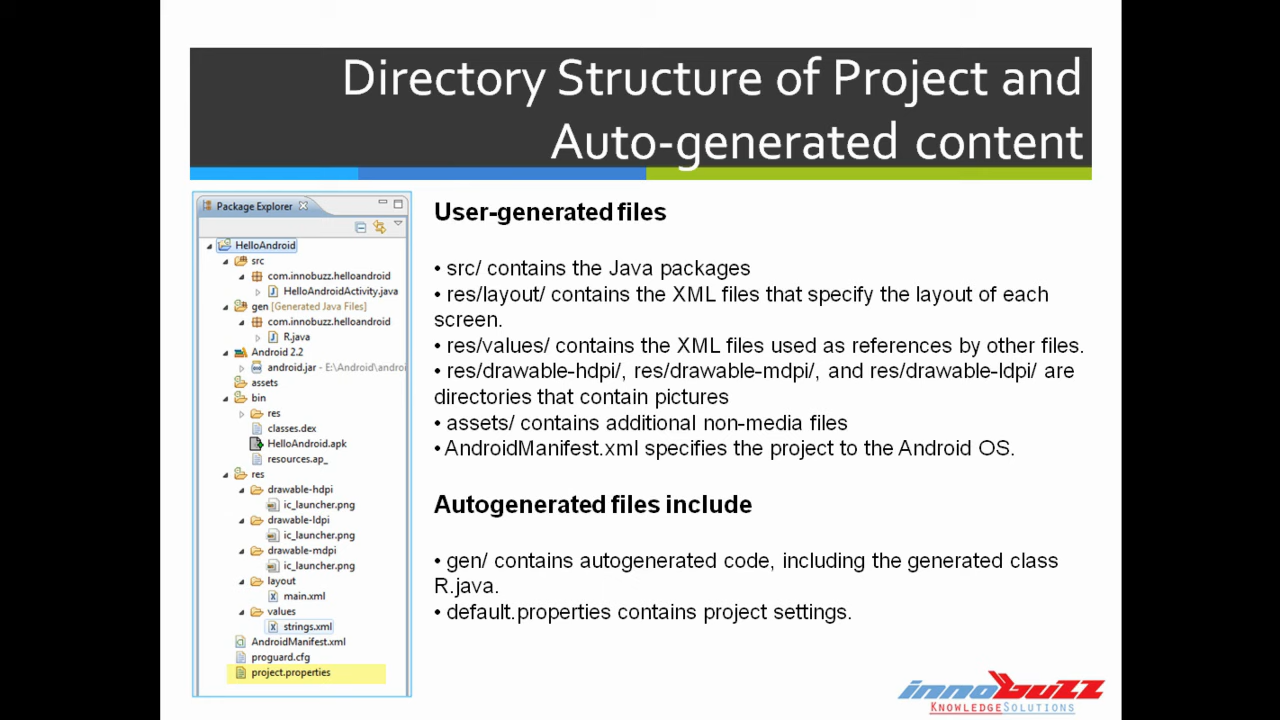 Directory Structure of Project and
Auto-generated content
Package Explorer
HelloAndroid
src
com.innobuzz.helloandroid
HelloAndroidActivity.java
gen [Generated Java Files]
com.innobuzz.helloandroid
R.java
Android 2.2
android.jar - E:\Android\androi
assets
bin
res
classes.dex
HelloAndroid.apk
resources.ap_
res
drawable-hdpi
ic_launcher.png
drawable-ldpi
ic_launcher.png
drawable-mdpi
ic_launcher.png
layout
main.xml
values
strings.xml
AndroidManifest.xml
proguard.cfg
project.properties
User-generated files
• src/ contains the Java packages
• res/layout/ contains the XML files that specify the layout of each
screen.
• res/values/ contains the XML files used as references by other files.
• res/drawable-hdpi/, res/drawable-mdpi/, and res/drawable-ldpi/ are
directories that contain pictures
• assets/ contains additional non-media files
• AndroidManifest.xml specifies the project to the Android OS.
Autogenerated files include
• gen/ contains autogenerated code, including the generated class
R.java.
• default.properties contains project settings.
innobuzz
KNOWLEDGESOLUTIONS